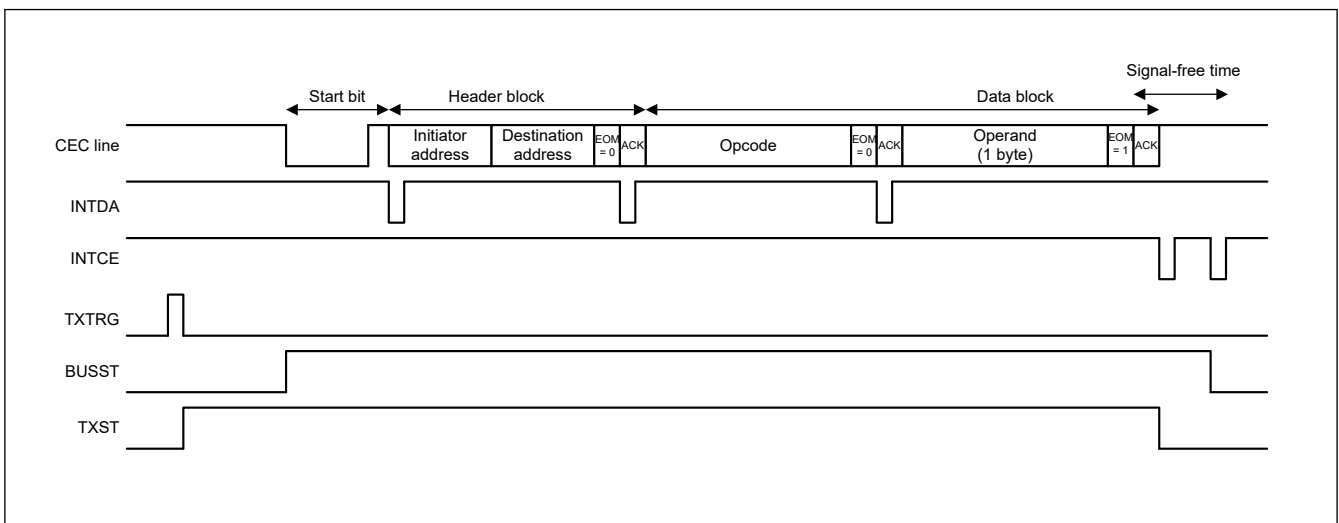 Signal-free time
Start bit
Header block
Data block
CEC line
Initiator
address
Destination
address
EOM
= 0
ACK
Opcode
EOM
= 0
ACK
Operand
(1 byte)
EOM
= 1
ACK
INTDA
INTCE
TXTRG
BUSST
TXST